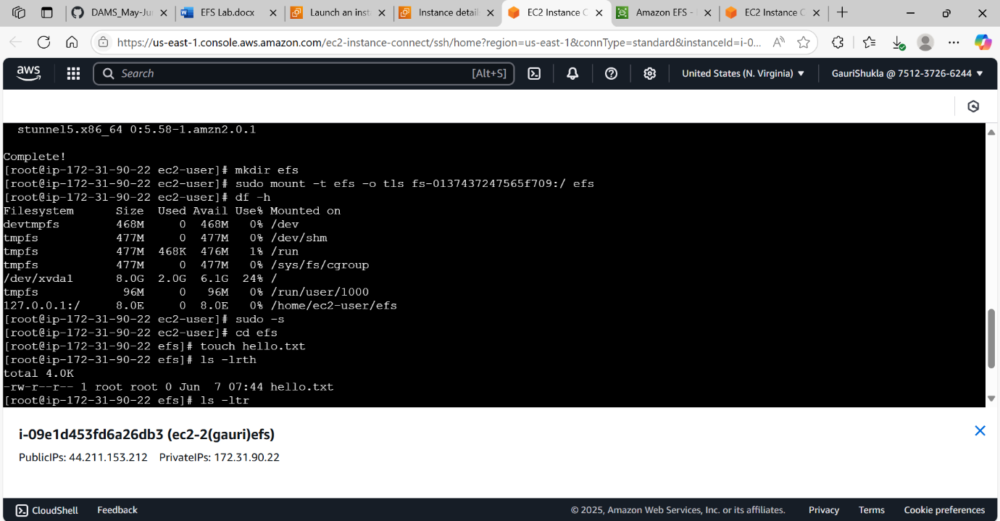 DAMS_May-Ju
EFS Lab.docx
Launch an inst
Instance detail
EC2 Instance C
Amazon EFS -
EC2 Instance C
https://us-east-1.console.aws.amazon.com/ec2-instance-connect/ssh/home?region=us-east-1&connType=standard&instanceId=i-0...
aws
Search [Alt+S]
United States (N. Virginia)
GauriShukla @ 7512-3726-6244
stunnel5.x86_64 0:5.58-1.amzn2.0.1
Complete!
[root@ip-172-31-90-22 ec2-user]# mkdir efs
[root@ip-172-31-90-22 ec2-user]# sudo mount -t efs -o tls fs-0137437247565f709:/ efs
[root@ip-172-31-90-22 ec2-user]# df -h
Filesystem Size Used Avail Use% Mounted on
devtmpfs 468M 0 468M 0% /dev
tmpfs 477M 0 477M 0% /dev/shm
tmpfs 477M 468K 476M 1% /run
tmpfs 477M 0 477M 0% /sys/fs/cgroup
/dev/xvda1 8.0G 2.0G 6.1G 24% /
tmpfs 96M 0 96M 0% /run/user/1000
127.0.0.1:/ 8.0E 0 8.0E 0% /home/ec2-user/efs
[root@ip-172-31-90-22 ec2-user]# sudo -s
[root@ip-172-31-90-22 ec2-user]# cd efs
[root@ip-172-31-90-22 efs]# touch hello.txt
[root@ip-172-31-90-22 efs]# ls -lrth
total 4.0K
-rw-r--r-- 1 root root 0 Jun 7 07:44 hello.txt
[root@ip-172-31-90-22 efs]# ls -ltr
i-09e1d453fd6a26db3 (ec2-2(gauri)efs)
PublicIPs: 44.211.153.212 PrivateIPs: 172.31.90.22
CloudShell Feedback © 2025, Amazon Web Services, Inc. or its affiliates. Privacy Terms Cookie preferences